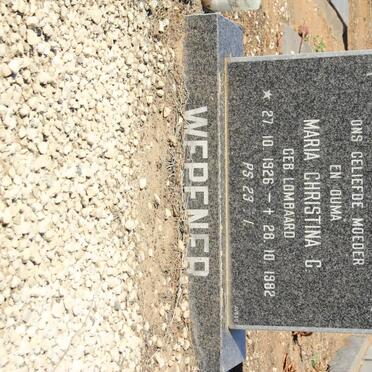 ONS GELIEFDE MOEDER
EN OUMA
MARIA CHRISTINA C
GEB LOMBAARD
★ 27. 10. 1926 - † 28. 10. 1982
PS. 23 : 1
WEPENER